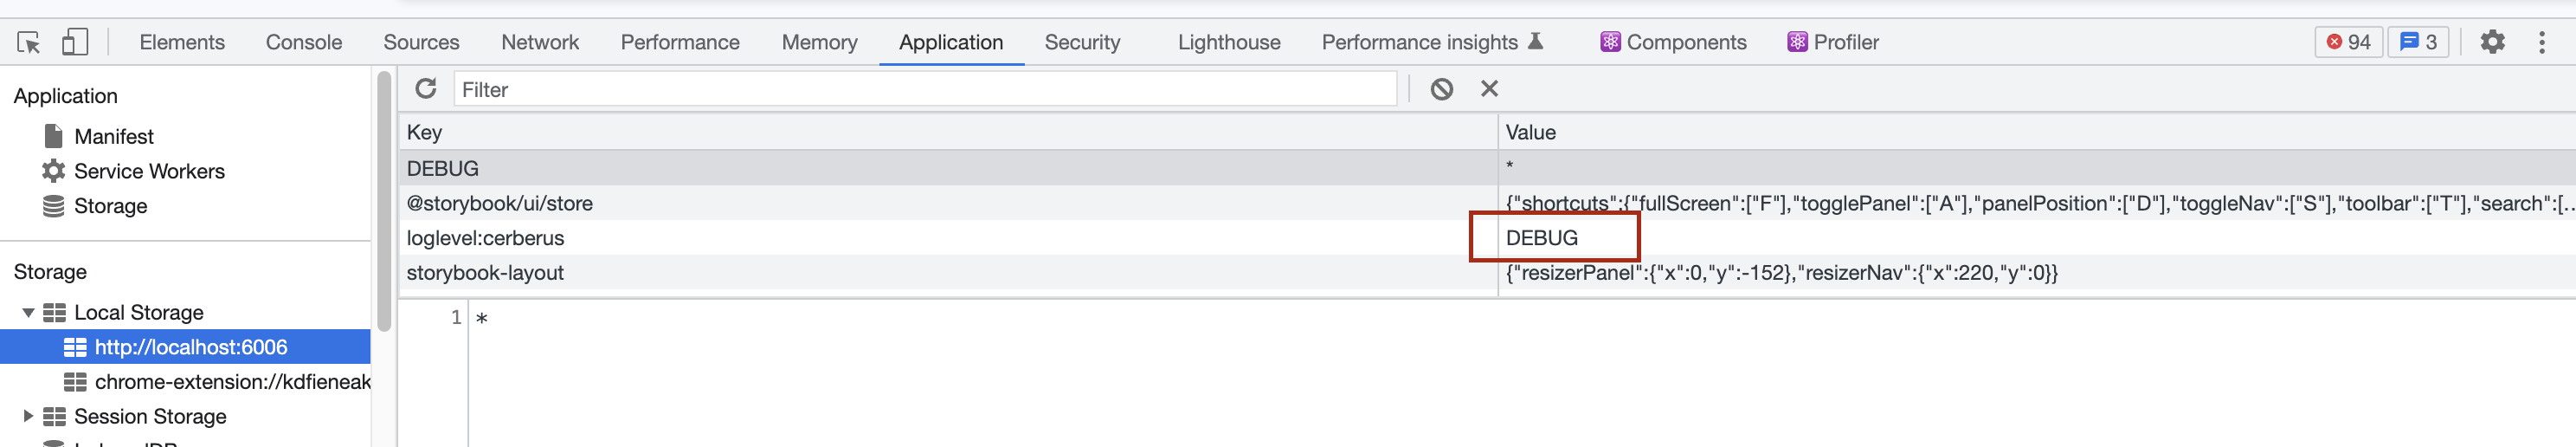 Elements Console Sources Network Performance Memory Application Security Lighthouse Performance insights Components Profiler 94 3
Application
Manifest
Service Workers
Storage
Storage
Local Storage
http://localhost:6006
chrome-extension://kdfieneak
Session Storage
Filter
Key Value
DEBUG *
@storybook/ui/store {"shortcuts":{"fullScreen":["F"],"togglePanel":["A"],"panelPosition":["D"],"toggleNav":["S"],"toolbar":["T"],"search":[...
loglevel:cerberus DEBUG
storybook-layout {"resizerPanel":{"x":0,"y":-152},"resizerNav":{"x":220,"y":0}}
1 *